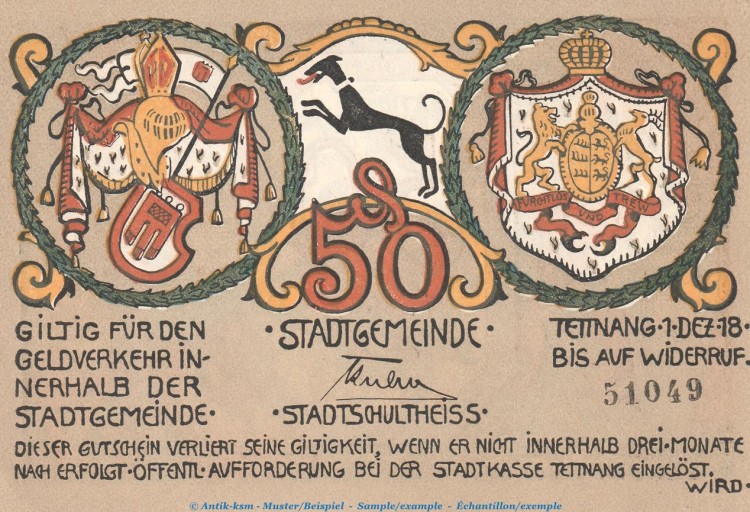 50
FURCHTLOS UND TREW
GILTIG FÜR DEN
GELDVERKEHR IN-
NERHALB DER
STADTGEMEINDE·
·STADTGEMEINDE·
·STADTSCHULTHEISS·
TETTNANG·1·DEZ·18·
BIS AUF WIDERRUF·
51049
DIESER GUTSCHEIN VERLIERT SEINE GILTIGKEIT, WENN ER NICHT INNERHALB DREI·MONATE
NACH ERFOLGT·ÖFFENTL·AUFFORDERUNG BEI DER STADTKASSE TETTNANG EINGELÖST·
WIRD·
© Antik-ksm - Muster/Beispiel - Sample/example - Échantillon/exemple